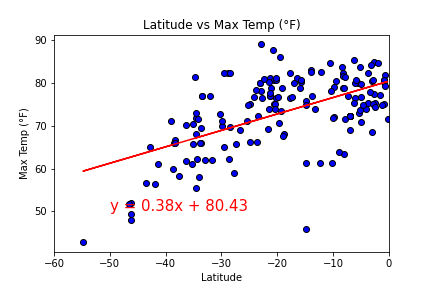 Latitude vs Max Temp (°F)
90
80
70
60
50
Max Temp (°F)
y = 0.38x + 80.43
−60 −50 −40 −30 −20 −10 0
Latitude